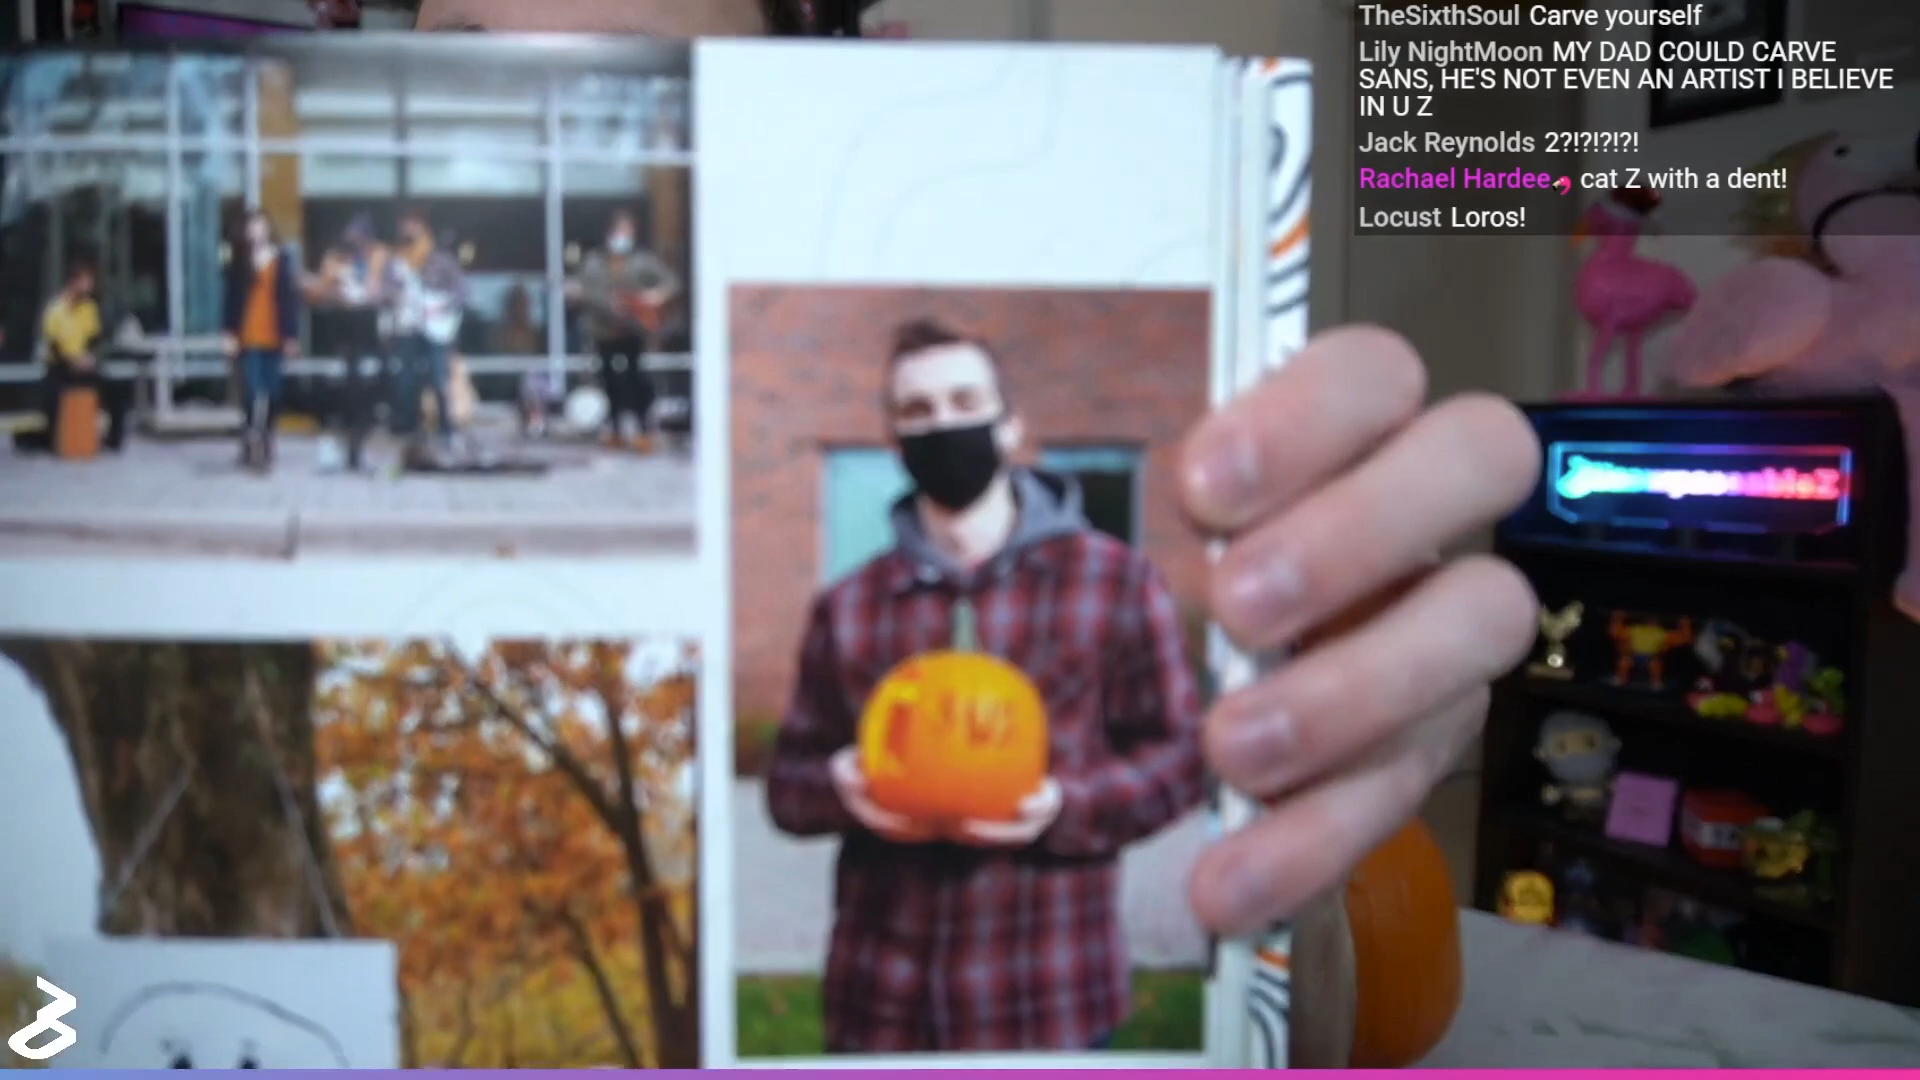 TheSixthSoul Carve yourself
Lily NightMoon MY DAD COULD CARVE
SANS, HE'S NOT EVEN AN ARTIST I BELIEVE
IN U Z
Jack Reynolds 2?!?!?!?!
Rachael Hardee cat Z with a dent!
Locust Loros!